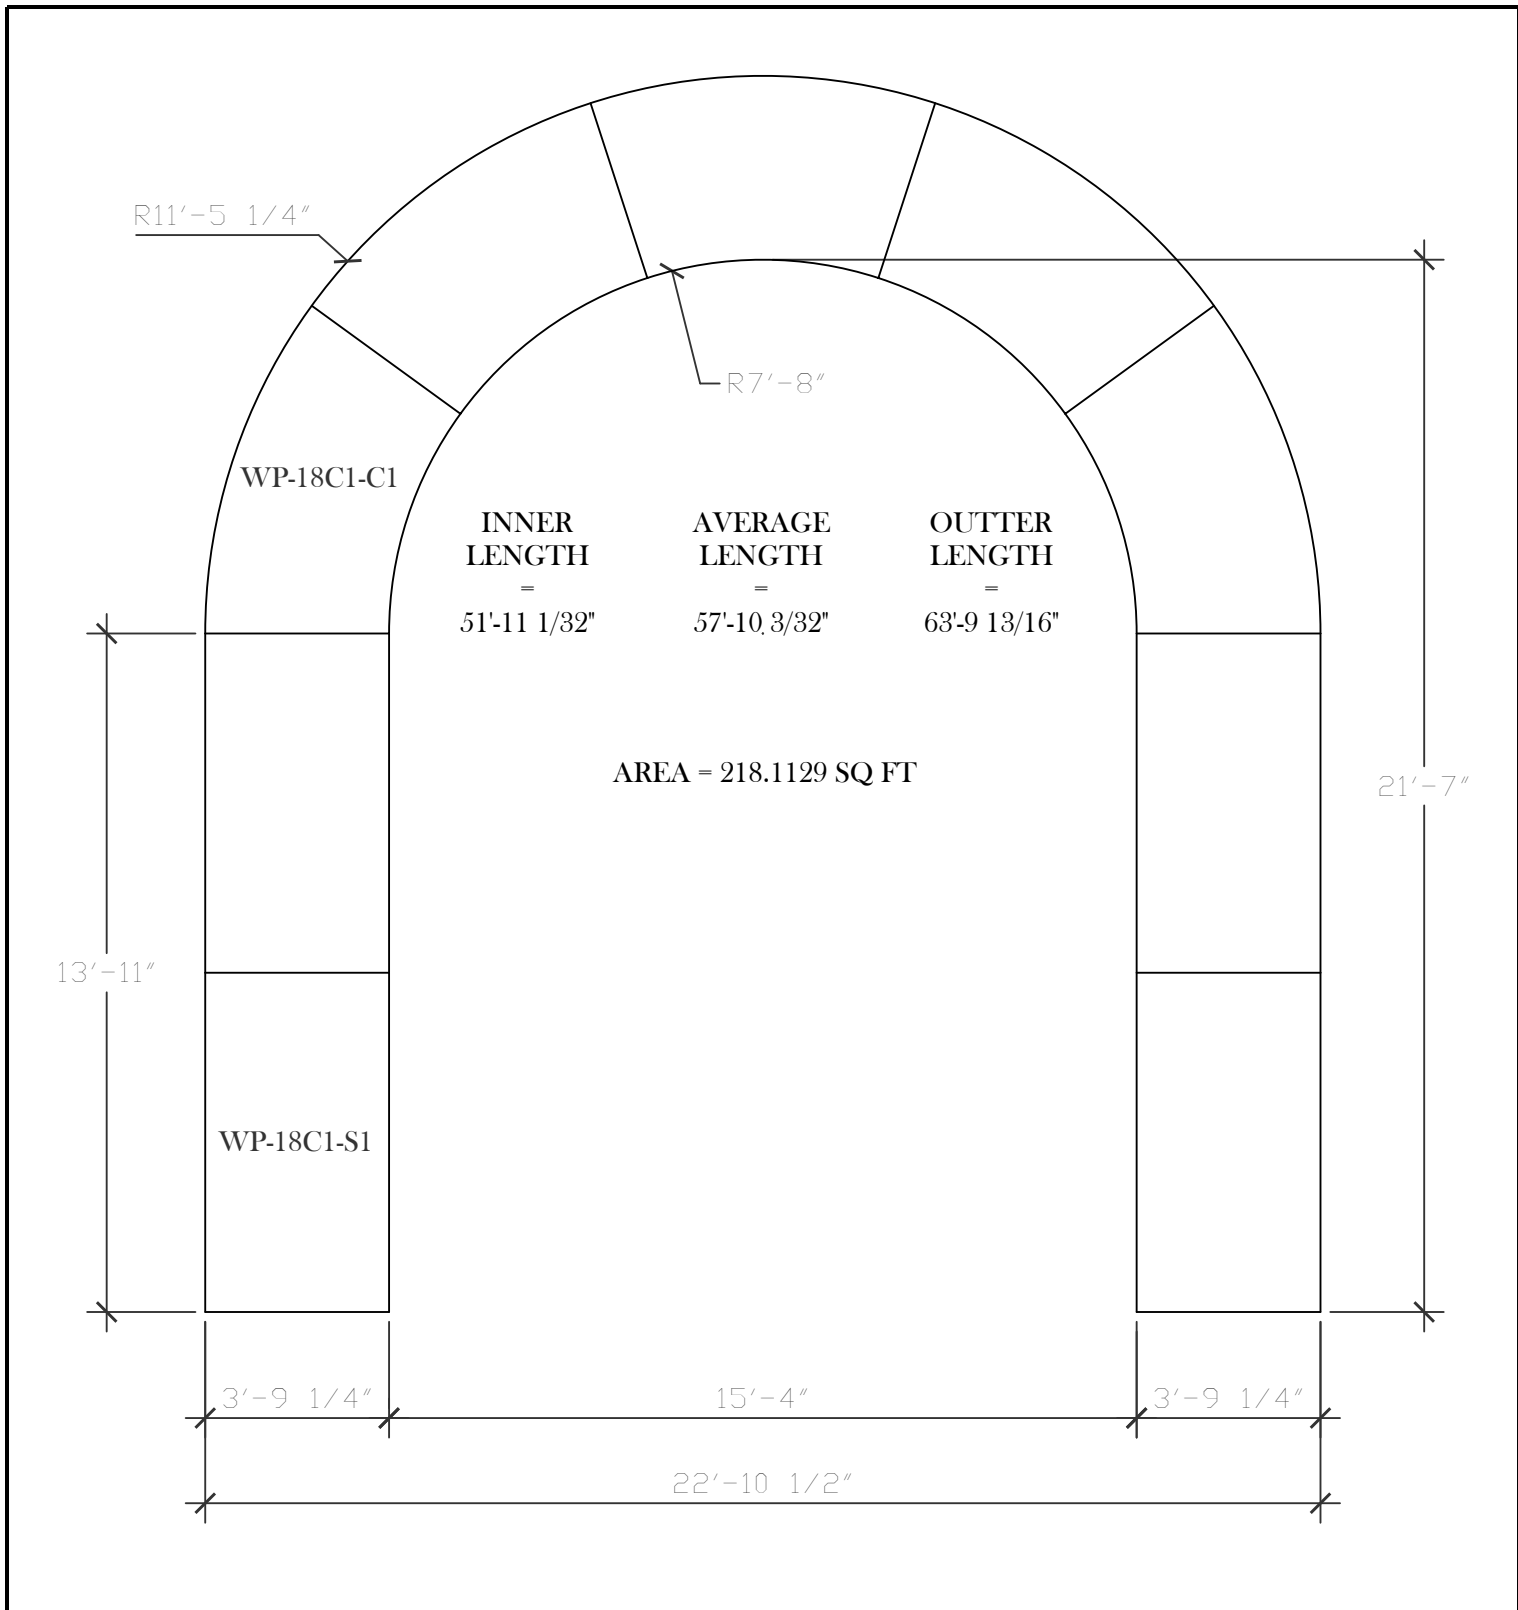 R11'-5 1/4"
R7'-8"
WP-18C1-C1
INNER
LENGTH
=
51'-11 1/32"
AVERAGE
LENGTH
=
57'-10 3/32"
OUTTER
LENGTH
=
63'-9 13/16"
AREA = 218.1129 SQ FT
21'-7"
13'-11"
WP-18C1-S1
3'-9 1/4"
15'-4"
3'-9 1/4"
22'-10 1/2"